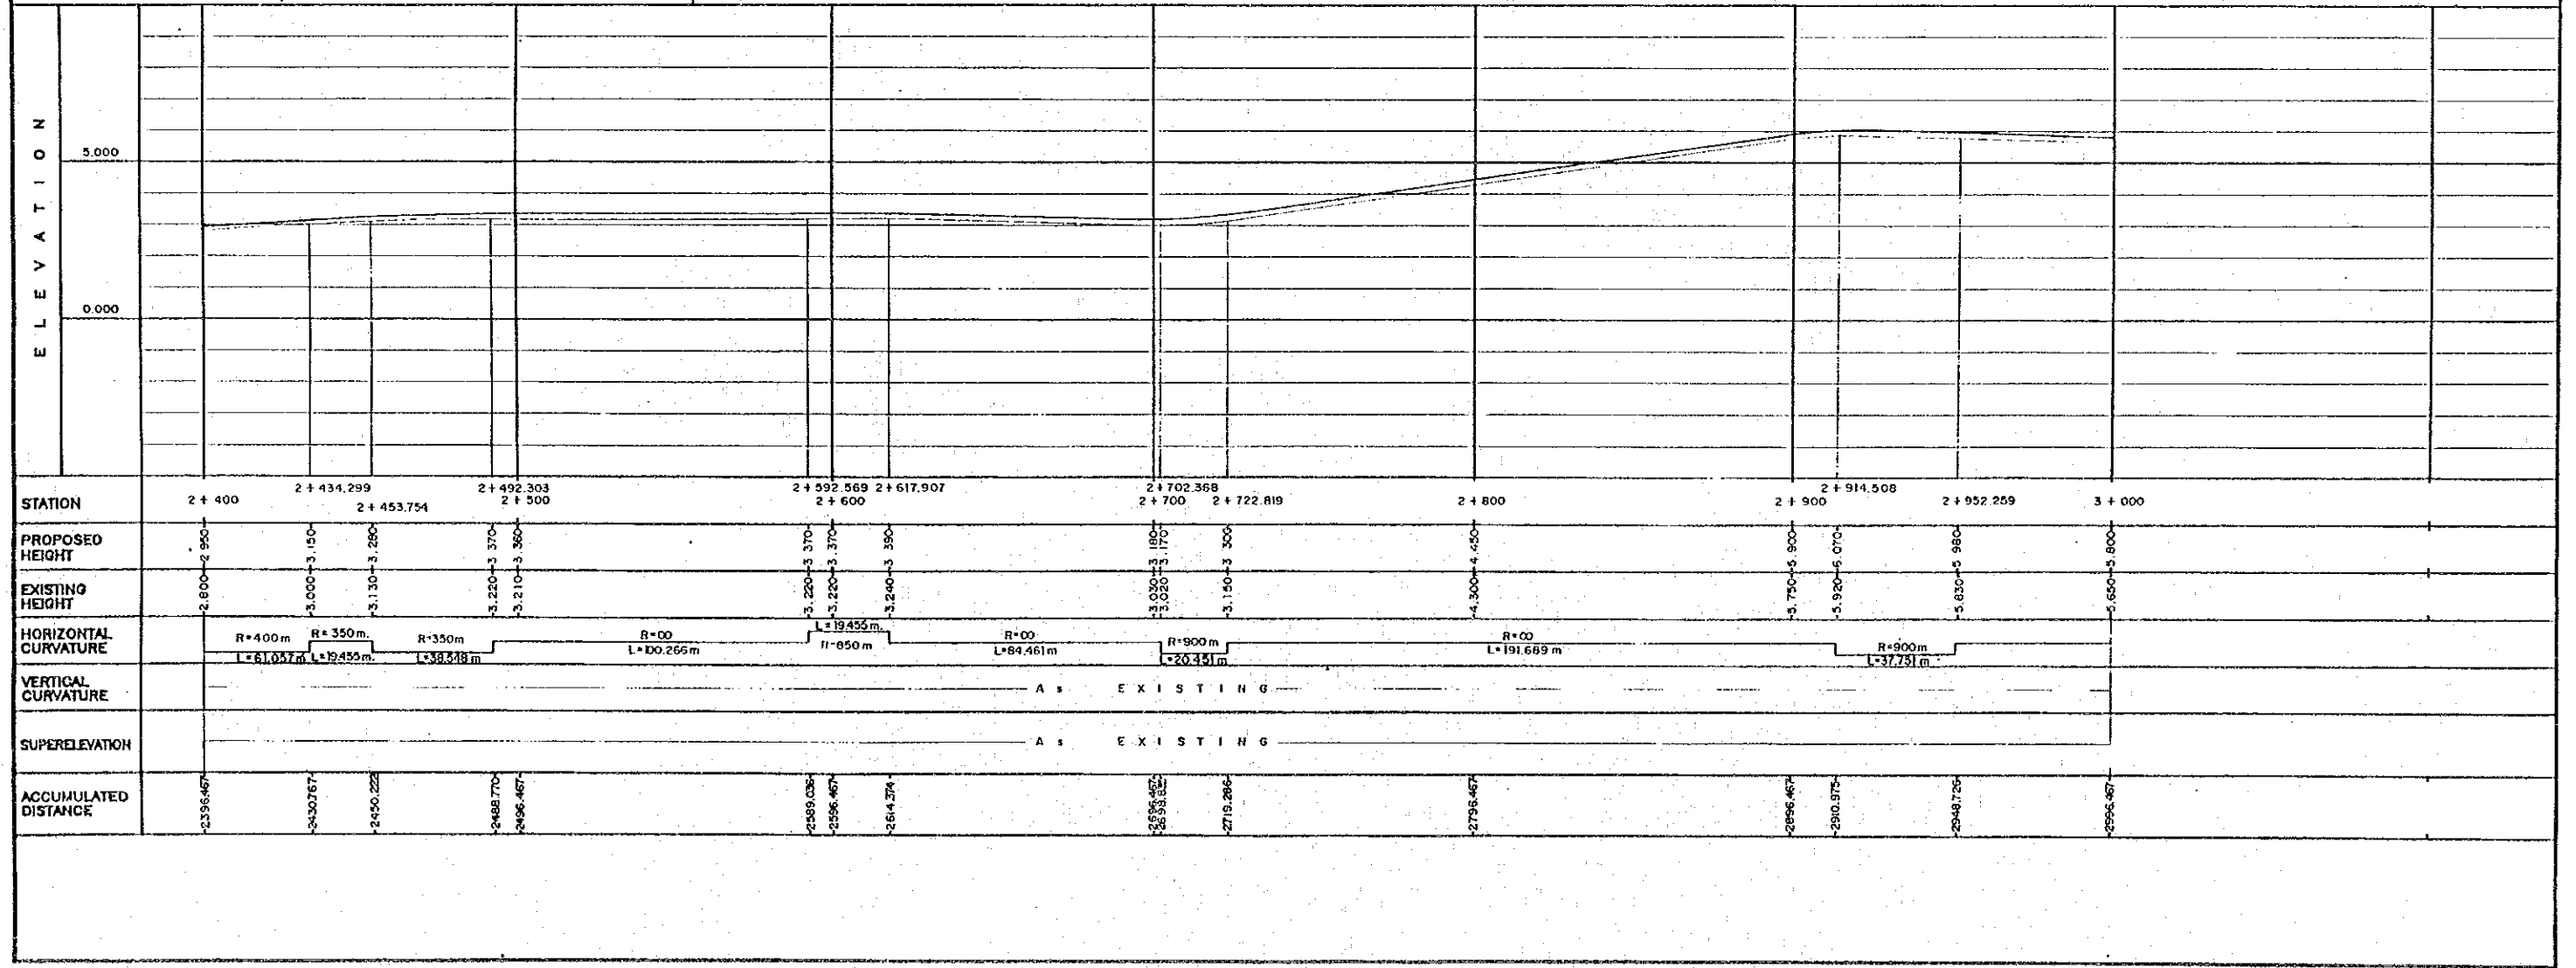 ELEVATION
5.000
0.000
STATION
2 + 400
2 + 434.299
2 + 453.754
2 + 492.303
2 + 500
2 + 592.569
2 + 600
2 + 617.907
2 + 700
2 + 702.368
2 + 722.819
2 + 800
2 + 900
2 + 914.508
2 + 952.259
3 + 000
PROPOSED
HEIGHT
2 950
3.150
3.280
3 370
3.360
3 370
3.370
3 390
3.180
3.170
3 300
4.450
5.900
6.070
5 980
5.800
EXISTING
HEIGHT
2.800
3.000
3.130
3.220
3.210
3.220
3.220
3.240
3.030
3.020
3.150
4.300
5.750
5.920
5.830
5.650
HORIZONTAL
CURVATURE
R=400m
L=61.057m
R= 350m.
L=19.455m.
R=350m
L=38.548m
R=∞
L=100.266m
L=19.455m.
R=850m
R=∞
L=84.461m
R=900m
L=20.451m
R=∞
L=191.689m
R=900m
L=37.751m
VERTICAL
CURVATURE
As EXISTING
SUPERELEVATION
As EXISTING
ACCUMULATED
DISTANCE
2396.467
2430.767
2450.222
2488.770
2496.467
2589.036
2596.467
2614.374
2696.467
2698.835
2719.286
2796.467
2896.467
2910.975
2948.726
2996.467